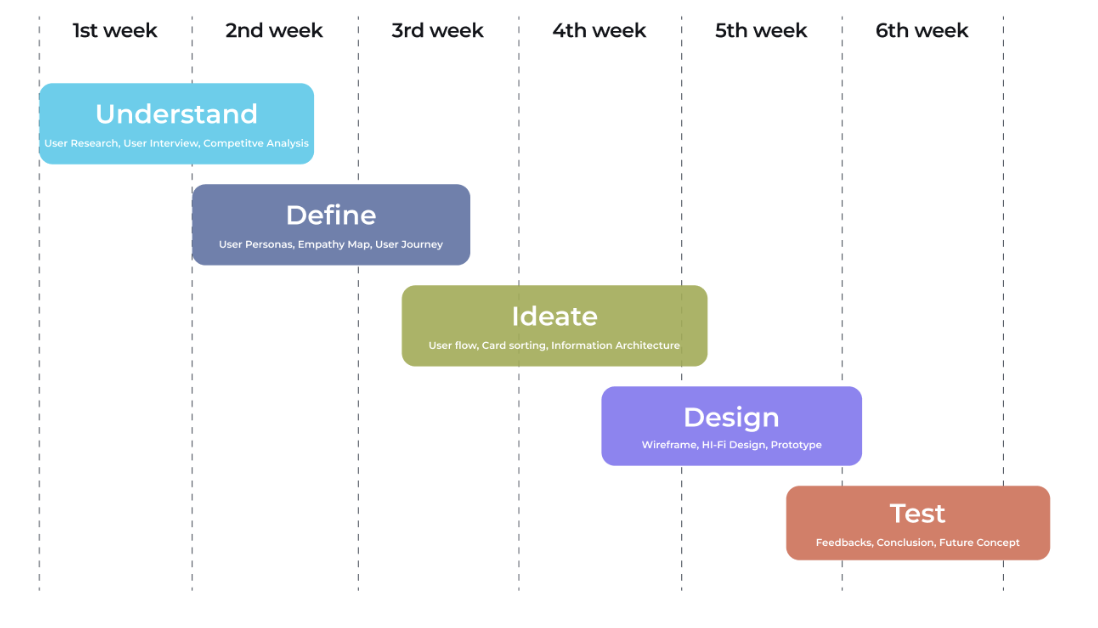 1st week 2nd week 3rd week 4th week 5th week 6th week
Understand
User Research, User Interview, Competitve Analysis
Define
User Personas, Empathy Map, User Journey
Ideate
User flow, Card sorting, Information Architecture
Design
Wireframe, HI-Fi Design, Prototype
Test
Feedbacks, Conclusion, Future Concept